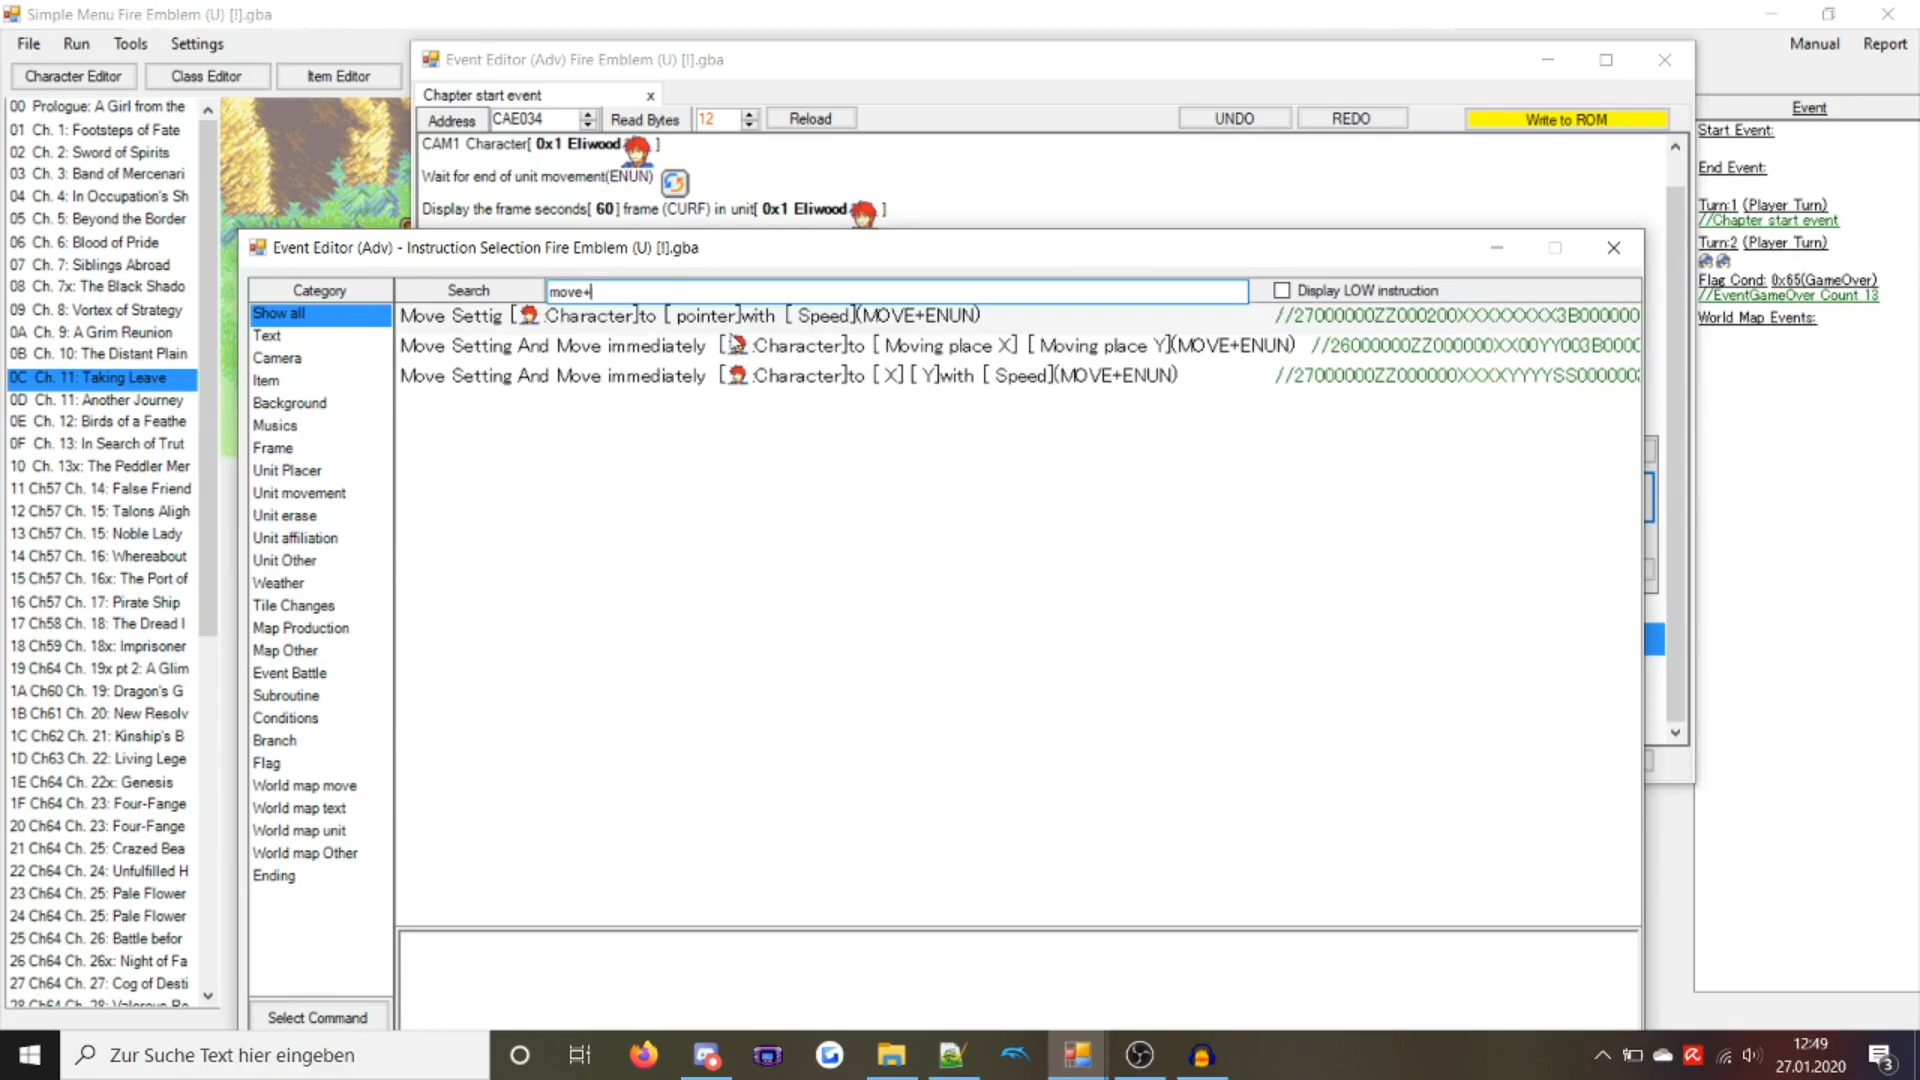 Simple Menu Fire Emblem (U) [!].gba
File Run Tools Settings
Manual Report
Character Editor Class Editor Item Editor
00 Prologue: A Girl from the
01 Ch. 1: Footsteps of Fate
02 Ch. 2: Sword of Spirits
03 Ch. 3: Band of Mercenari
04 Ch. 4: In Occupation's Sh
05 Ch. 5: Beyond the Border
06 Ch. 6: Blood of Pride
07 Ch. 7: Siblings Abroad
08 Ch. 7x: The Black Shado
09 Ch. 8: Vortex of Strategy
0A Ch. 9: A Grim Reunion
0B Ch. 10: The Distant Plain
0C Ch. 11: Taking Leave
0D Ch. 11: Another Journey
0E Ch. 12: Birds of a Feathe
0F Ch. 13: In Search of Trut
10 Ch. 13x: The Peddler Mer
11 Ch57 Ch. 14: False Friend
12 Ch57 Ch. 15: Talons Aligh
13 Ch57 Ch. 15: Noble Lady
14 Ch57 Ch. 16: Whereabout
15 Ch57 Ch. 16x: The Port of
16 Ch57 Ch. 17: Pirate Ship
17 Ch58 Ch. 18: The Dread I
18 Ch59 Ch. 18x: Imprisoner
19 Ch64 Ch. 19x pt 2: A Glim
1A Ch60 Ch. 19: Dragon's G
1B Ch61 Ch. 20: New Resolv
1C Ch62 Ch. 21: Kinship's B
1D Ch63 Ch. 22: Living Lege
1E Ch64 Ch. 22x: Genesis
1F Ch64 Ch. 23: Four-Fange
20 Ch64 Ch. 23: Four-Fange
21 Ch64 Ch. 25: Crazed Bea
22 Ch64 Ch. 24: Unfulfilled H
23 Ch64 Ch. 25: Pale Flower
24 Ch64 Ch. 25: Pale Flower
25 Ch64 Ch. 26: Battle befor
26 Ch64 Ch. 26x: Night of Fa
27 Ch64 Ch. 27: Cog of Desti
28 Ch64 Ch. 28: Valorous Ro
Event Editor (Adv) Fire Emblem (U) [!].gba
Chapter start event x
Address CAE034 Read Bytes 12 Reload UNDO REDO Write to ROM
CAM1 Character[ 0x1 Eliwood ]
Wait for end of unit movement(ENUN)
Display the frame seconds[ 60 ] frame (CURF) in unit[ 0x1 Eliwood ]
Event Editor (Adv) - Instruction Selection Fire Emblem (U) [!].gba
Category Search move+ Display LOW instruction
Show all
Text
Camera
Item
Background
Musics
Frame
Unit Placer
Unit movement
Unit erase
Unit affiliation
Unit Other
Weather
Tile Changes
Map Production
Map Other
Event Battle
Subroutine
Conditions
Branch
Flag
World map move
World map text
World map unit
World map Other
Ending
Select Command
Move Settig [ :Character]to [ pointer]with [ Speed](MOVE+ENUN) //27000000ZZ000200XXXXXXXX3B000000
Move Setting And Move immediately [ :Character]to [ Moving place X] [ Moving place Y](MOVE+ENUN) //26000000ZZ000000XX00YY003B0000
Move Setting And Move immediately [ :Character]to [ X] [ Y]with [ Speed](MOVE+ENUN) //27000000ZZ000000XXXXYYYYSS000000
Event
Start Event:
End Event:
Turn:1 (Player Turn)
//Chapter start event
Turn:2 (Player Turn)
Flag Cond: 0x65(GameOver)
//EventGameOver Count 13
World Map Events:
Zur Suche Text hier eingeben
12:49
27.01.2020
3